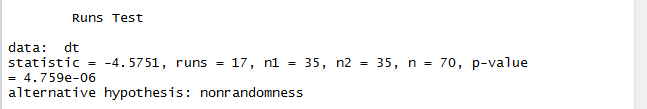 Runs Test
data:  dt
statistic = -4.5751, runs = 17, n1 = 35, n2 = 35, n = 70, p-value
= 4.759e-06
alternative hypothesis: nonrandomness